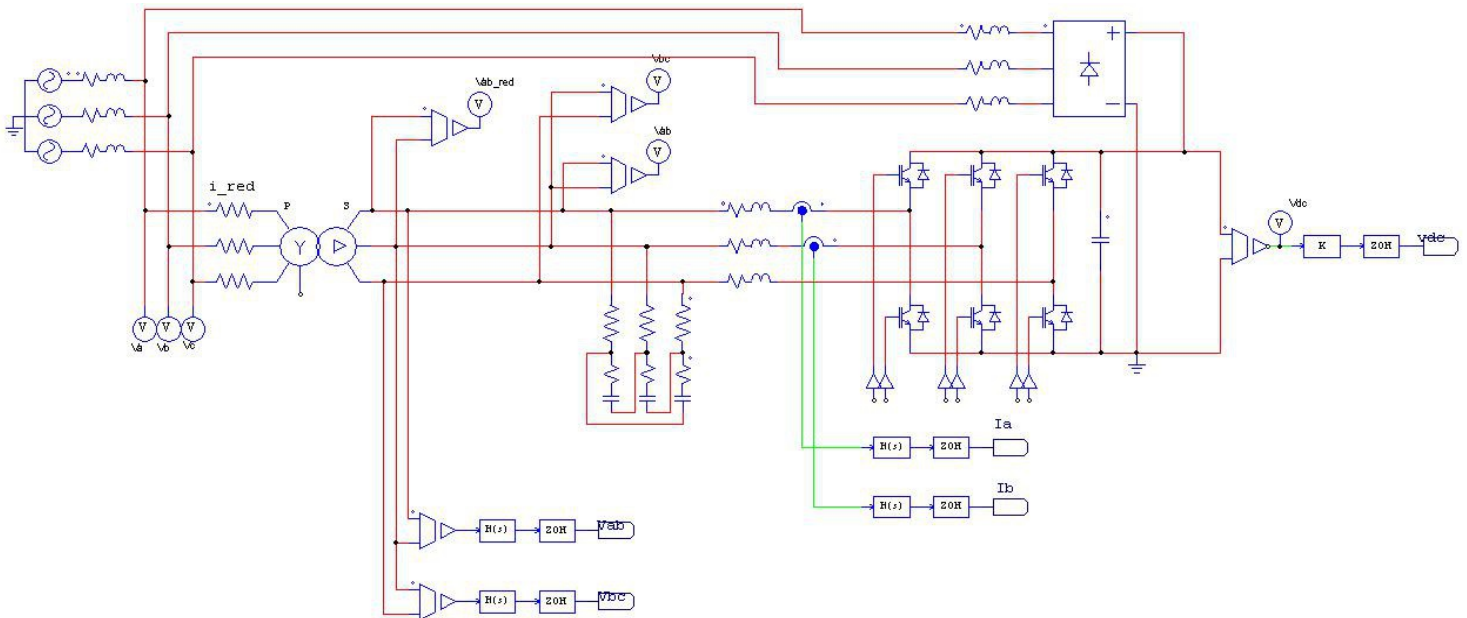 Vbc
Vab_red
V
V
Vab
V
i_red
P
S
Y
Vdc
V
vdc
K
ZOH
V
V
V
Va
Vb
Vc
Ia
H(s)
ZOH
Ib
H(s)
ZOH
Vab
H(s)
ZOH
Vbc
H(s)
ZOH